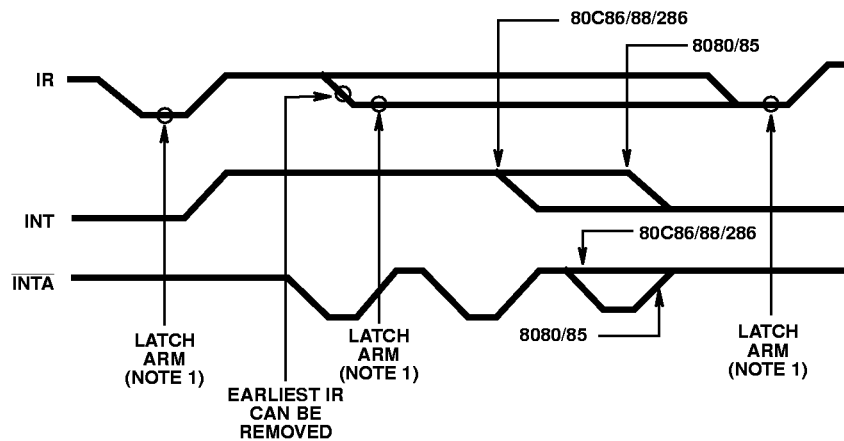 80C86/88/286
8080/85
IR
INT
80C86/88/286
INTA
8080/85
LATCH
ARM
(NOTE 1)
EARLIEST IR
CAN BE
REMOVED
LATCH
ARM
(NOTE 1)
LATCH
ARM
(NOTE 1)